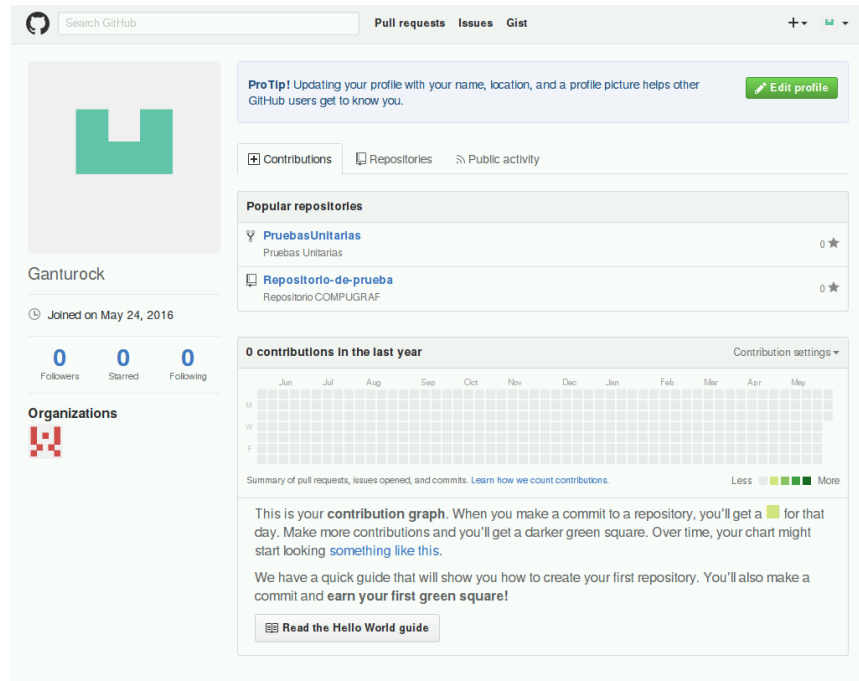 Search GitHub
Pull requests Issues Gist
ProTip! Updating your profile with your name, location, and a profile picture helps other
GitHub users get to know you.
Edit profile
Contributions Repositories Public activity
Popular repositories
PruebasUnitarias
Pruebas Unitarias
0
Repositorio-de-prueba
Repositorio COMPUGRAF
0
Ganturock
Joined on May 24, 2016
0 0 0
Followers Starred Following
Organizations
0 contributions in the last year
Contribution settings
Jun Jul Aug Sep Oct Nov Dec Jan Feb Mar Apr May
M
W
F
Summary of pull requests, issues opened, and commits. Learn how we count contributions.
Less More
This is your contribution graph. When you make a commit to a repository, you'll get a for that
day. Make more contributions and you'll get a darker green square. Over time, your chart might
start looking something like this.
We have a quick guide that will show you how to create your first repository. You'll also make a
commit and earn your first green square!
Read the Hello World guide